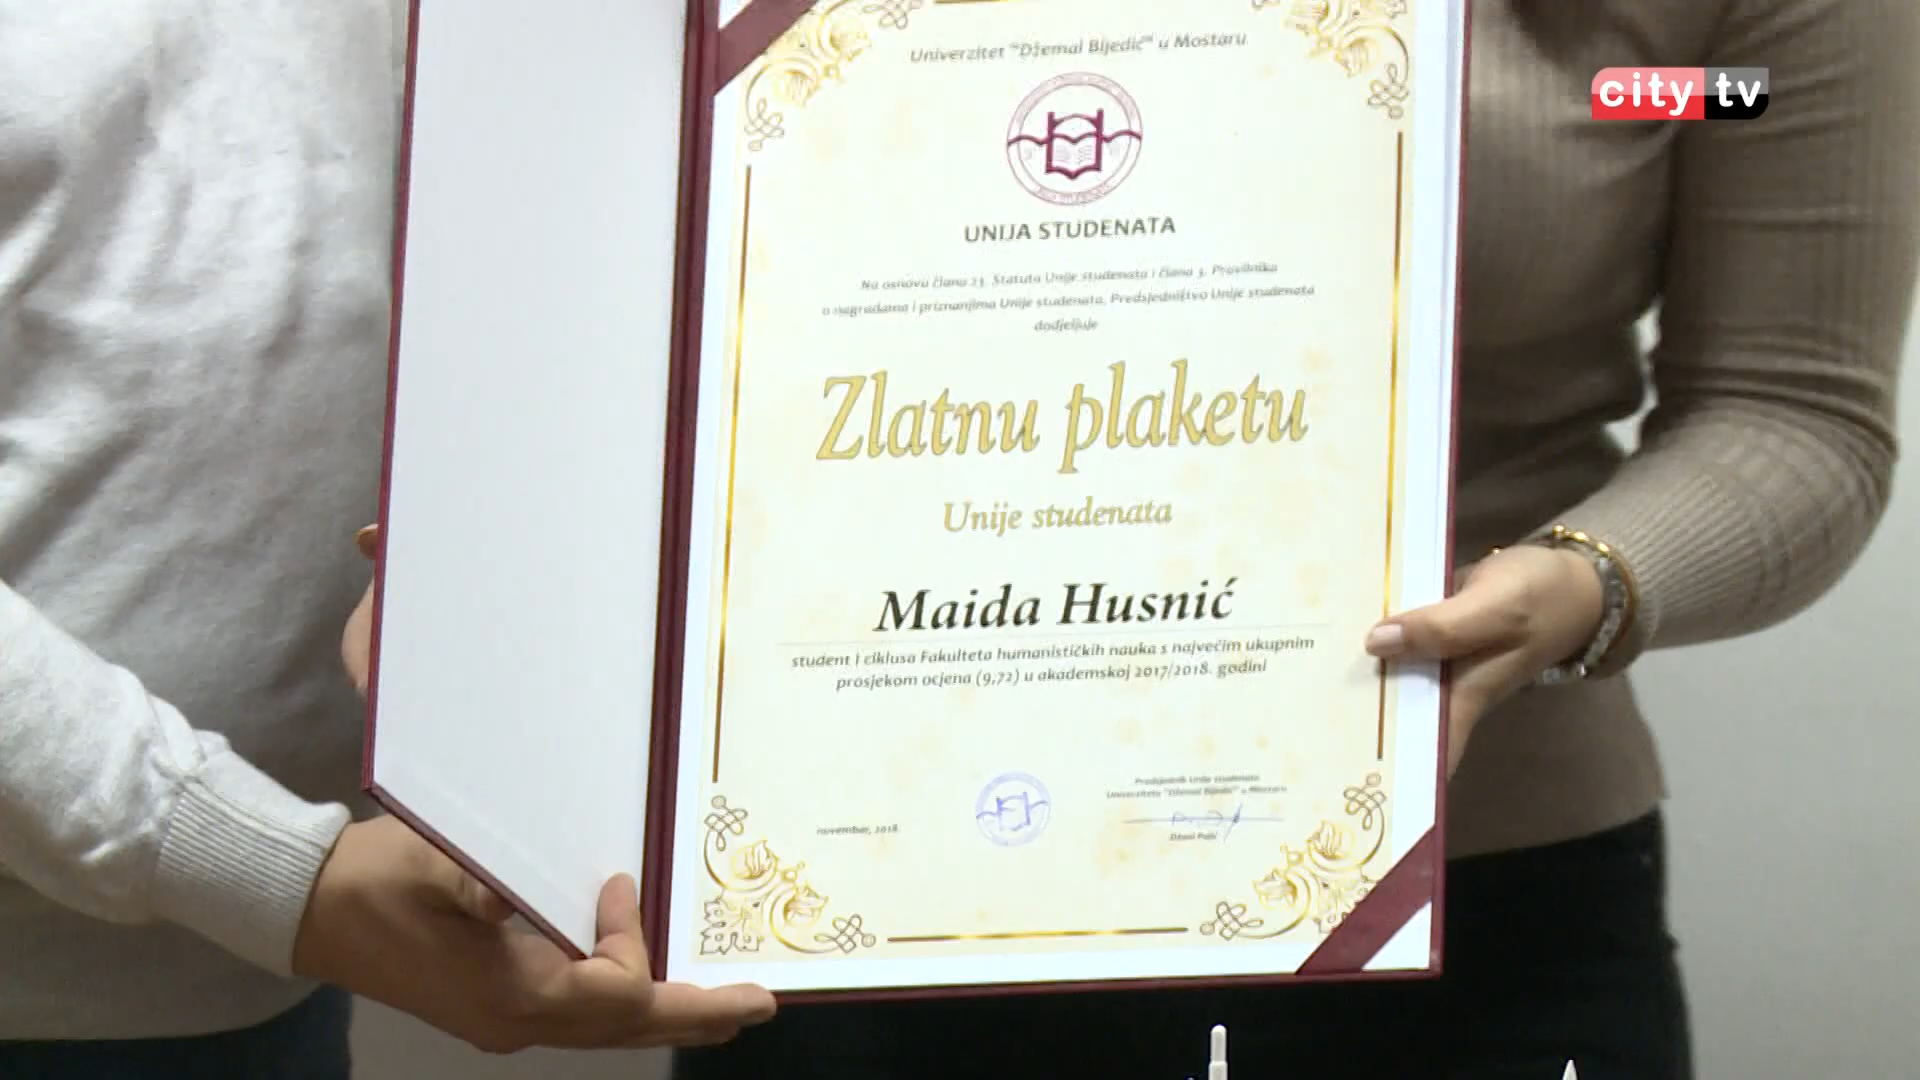 Univerzitet "Džemal Bijedić" u Mostaru
city tv
UNIJA STUDENATA
Na osnovu člana 23. Statuta Unije studenata i člana 3. Pravilnika
o nagradama i priznanjima Unije studenata, Predsjedništvo Unije studenata
dodjeljuje
Zlatnu plaketu
Unije studenata
Maida Husnić
student I ciklusa Fakulteta humanističkih nauka s najvećim ukupnim
prosjekom ocjena (9,72) u akademskoj 2017/2018. godini
Predsjednik Unije studenata
Univerziteta "Džemal Bijedić" u Mostaru
november, 2018.